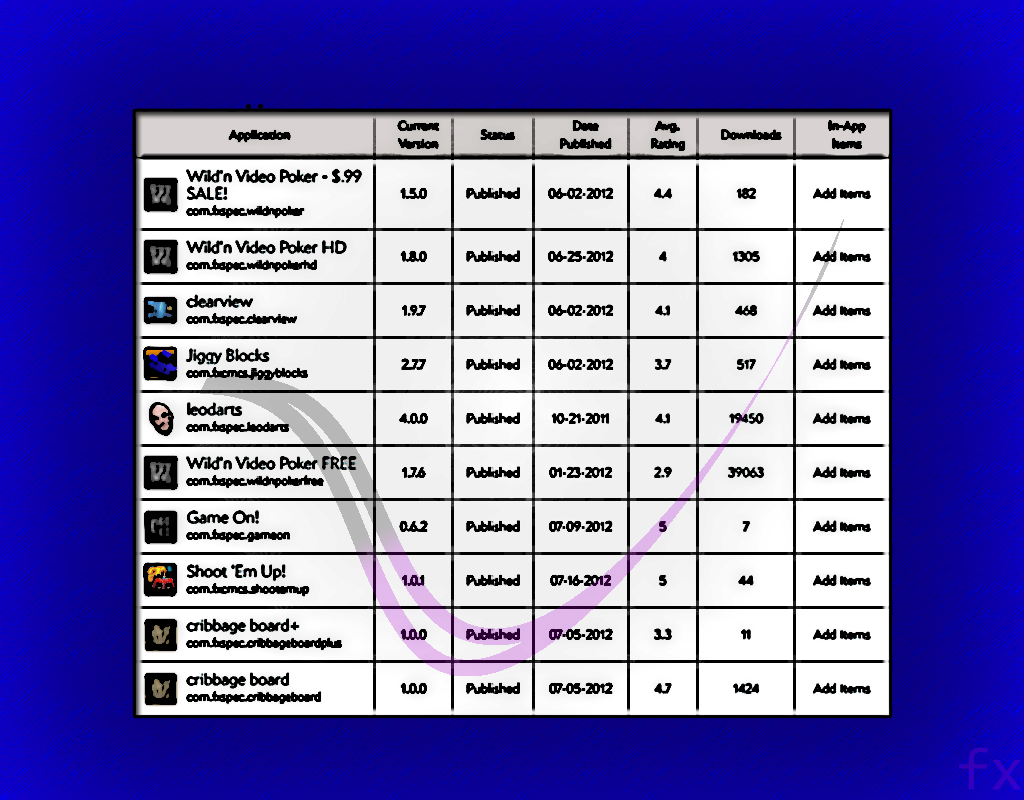 Application Current Version Status Date Published Avg. Rating Downloads In-App Items
Wild'n Video Poker - $.99
SALE!
com.fxspec.wildnpoker
1.5.0 Published 06-02-2012 4.4 182 Add Items
Wild'n Video Poker HD
com.fxspec.wildnpokerhd
1.8.0 Published 06-25-2012 4 1305 Add Items
clearview
com.fxspec.clearview
1.9.7 Published 06-02-2012 4.1 468 Add Items
Jiggy Blocks
com.fxcmcs.jiggyblocks
2.7.7 Published 06-02-2012 3.7 517 Add Items
leodarts
com.fxspec.leodarts
4.0.0 Published 10-21-2011 4.1 19450 Add Items
Wild'n Video Poker FREE
com.fxspec.wildnpokerfree
1.7.6 Published 01-23-2012 2.9 39063 Add Items
Game On!
com.fxspec.gameon
0.6.2 Published 07-09-2012 5 7 Add Items
Shoot 'Em Up!
com.fxcmcs.shootemup
1.0.1 Published 07-16-2012 5 44 Add Items
cribbage board+
com.fxspec.cribbageboardplus
1.0.0 Published 07-05-2012 3.3 11 Add Items
cribbage board
com.fxspec.cribbageboard
1.0.0 Published 07-05-2012 4.7 1424 Add Items
fx